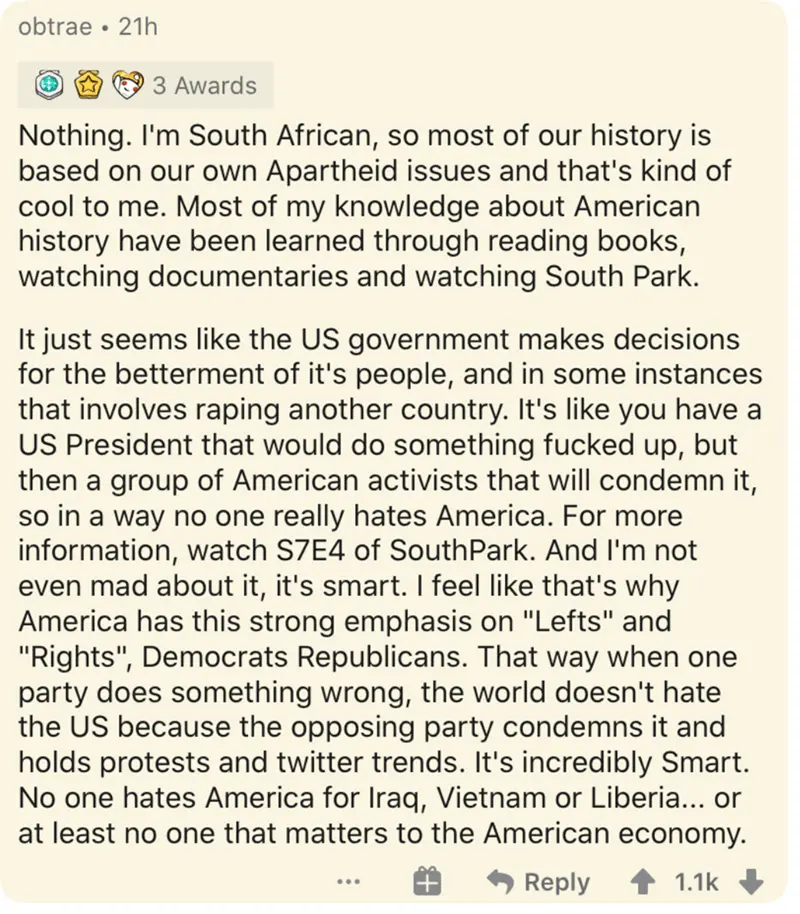 obtrae • 21h
3 Awards
Nothing. I'm South African, so most of our history is
based on our own Apartheid issues and that's kind of
cool to me. Most of my knowledge about American
history have been learned through reading books,
watching documentaries and watching South Park.
It just seems like the US government makes decisions
for the betterment of it's people, and in some instances
that involves raping another country. It's like you have a
US President that would do something fucked up, but
then a group of American activists that will condemn it,
so in a way no one really hates America. For more
information, watch S7E4 of SouthPark. And I'm not
even mad about it, it's smart. I feel like that's why
America has this strong emphasis on "Lefts" and
"Rights", Democrats Republicans. That way when one
party does something wrong, the world doesn't hate
the US because the opposing party condemns it and
holds protests and twitter trends. It's incredibly Smart.
No one hates America for Iraq, Vietnam or Liberia... or
at least no one that matters to the American economy.
... Reply 1.1k